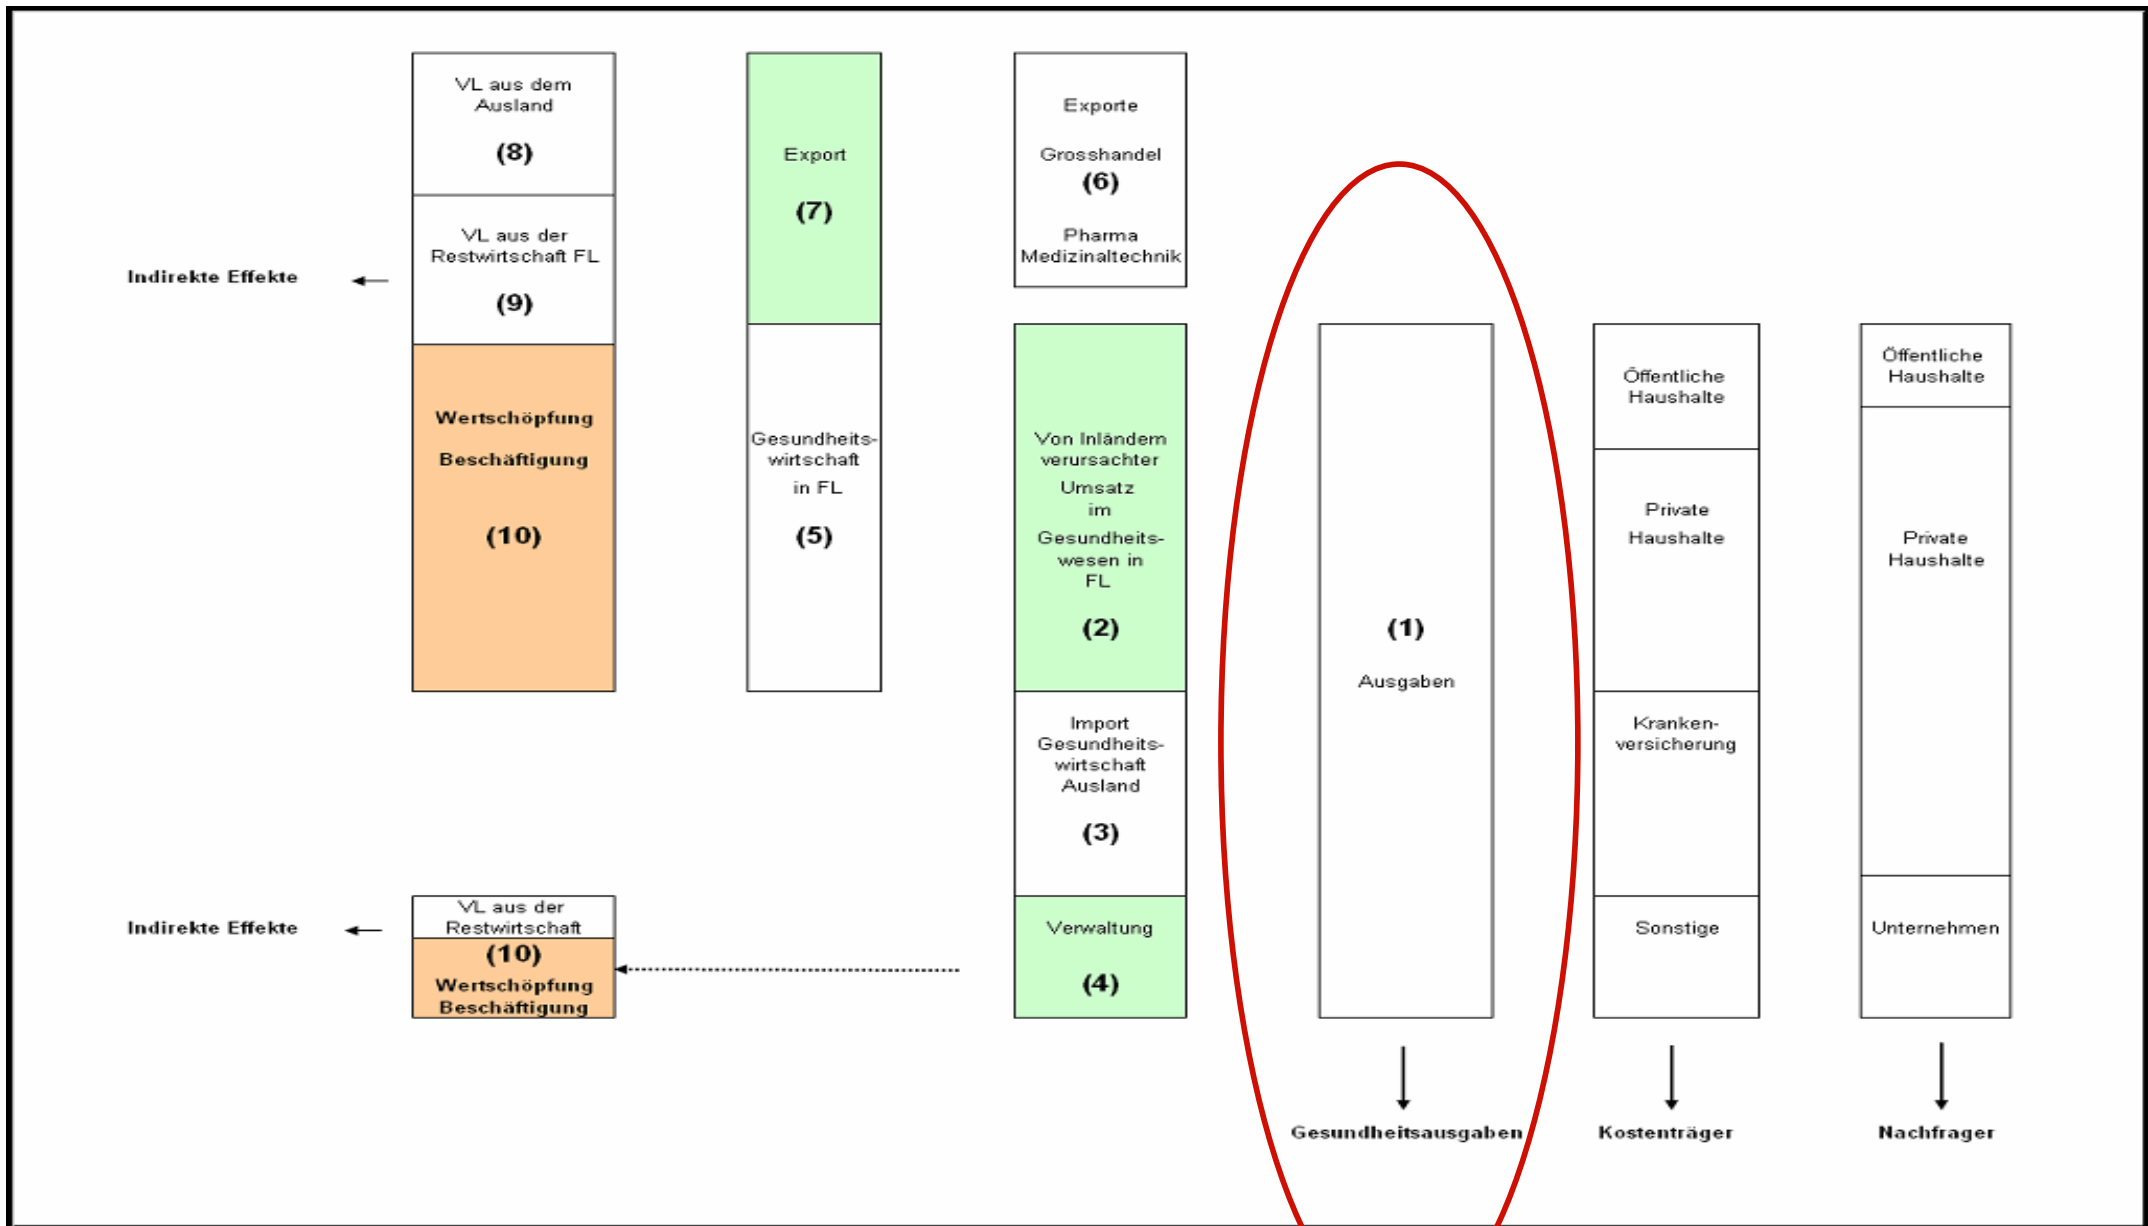 VL aus dem
Ausland
(8)
VL aus der
Restwirtschaft FL
(9)
Indirekte Effekte
Wertschöpfung
Beschäftigung
(10)
Export
(7)
Gesundheits-
wirtschaft
in FL
(5)
Exporte
Grosshandel
(6)
Pharma
Medizinaltechnik
Von Inländern
verursachter
Umsatz
im
Gesundheits-
wesen in
FL
(2)
Import
Gesundheits-
wirtschaft
Ausland
(3)
Verwaltung
(4)
Indirekte Effekte
VL aus der
Restwirtschaft
(10)
Wertschöpfung
Beschäftigung
(1)
Ausgaben
Gesundheitsausgaben
Öffentliche
Haushalte
Private
Haushalte
Kranken-
versicherung
Sonstige
Kostenträger
Öffentliche
Haushalte
Private
Haushalte
Unternehmen
Nachfrager